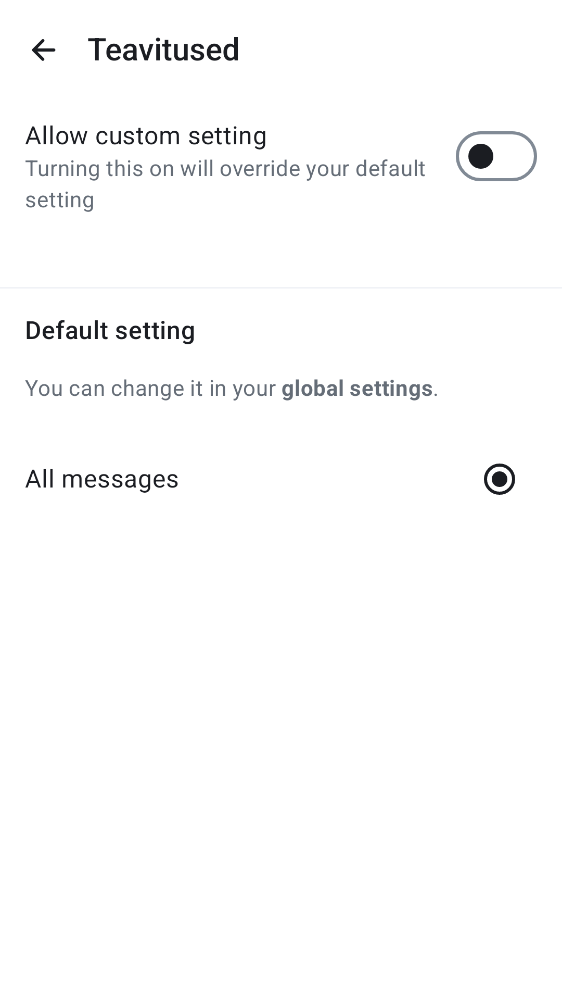 Teavitused
Allow custom setting
Turning this on will override your default
setting
Default setting
You can change it in your global settings.
All messages